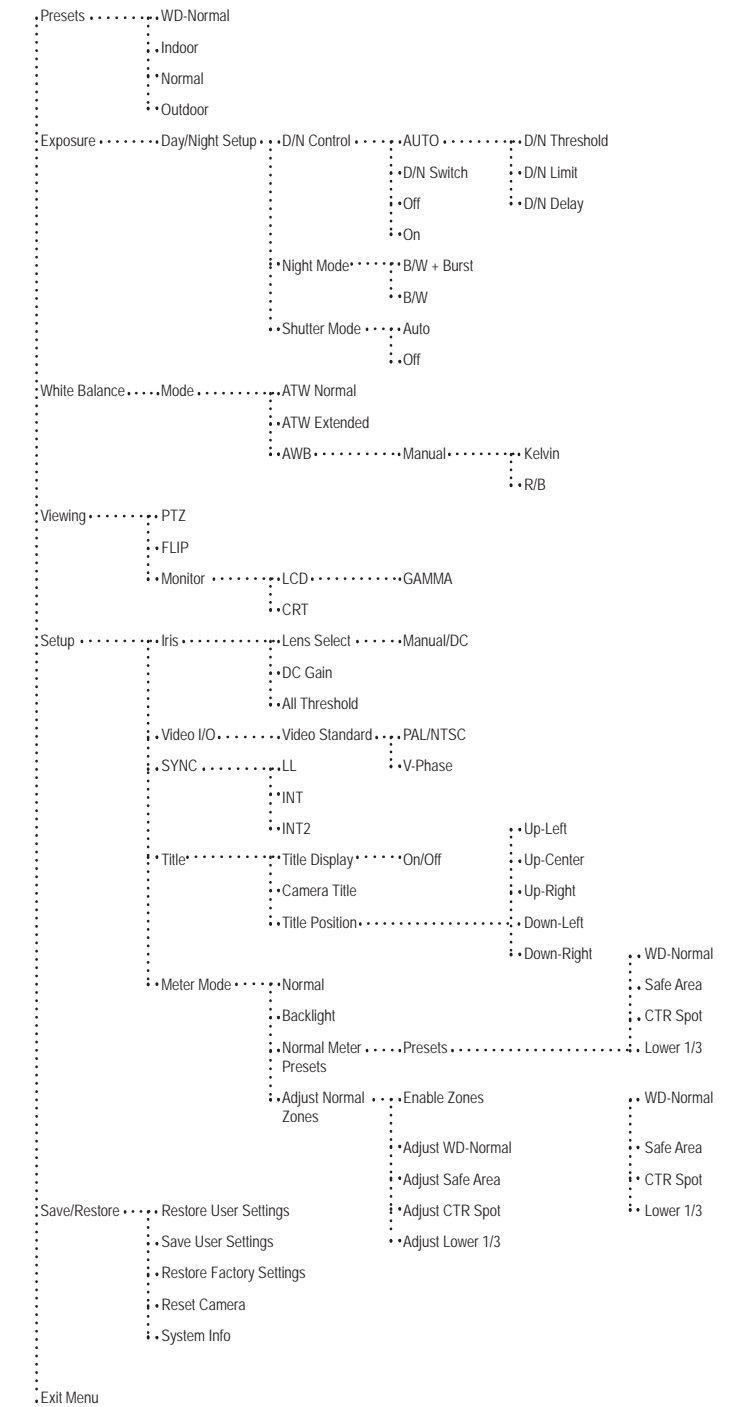 Presets WD-Normal
Indoor
Normal
Outdoor
Exposure Day/Night Setup D/N Control AUTO D/N Threshold
D/N Switch D/N Limit
Off D/N Delay
On
Night Mode B/W + Burst
B/W
Shutter Mode Auto
Off
White Balance Mode ATW Normal
ATW Extended
AWB Manual Kelvin
R/B
Viewing PTZ
FLIP
Monitor LCD GAMMA
CRT
Setup Iris Lens Select Manual/DC
DC Gain
All Threshold
Video I/O Video Standard PAL/NTSC
SYNC LL V-Phase
INT
INT2 Up-Left
Title Title Display On/Off Up-Center
Camera Title Up-Right
Title Position Down-Left
Down-Right WD-Normal
Meter Mode Normal Safe Area
Backlight CTR Spot
Normal Meter Presets Lower 1/3
Presets
Adjust Normal Enable Zones WD-Normal
Zones
Adjust WD-Normal Safe Area
Adjust Safe Area CTR Spot
Save/Restore Restore User Settings Adjust CTR Spot Lower 1/3
Save User Settings Adjust Lower 1/3
Restore Factory Settings
Reset Camera
System Info
Exit Menu